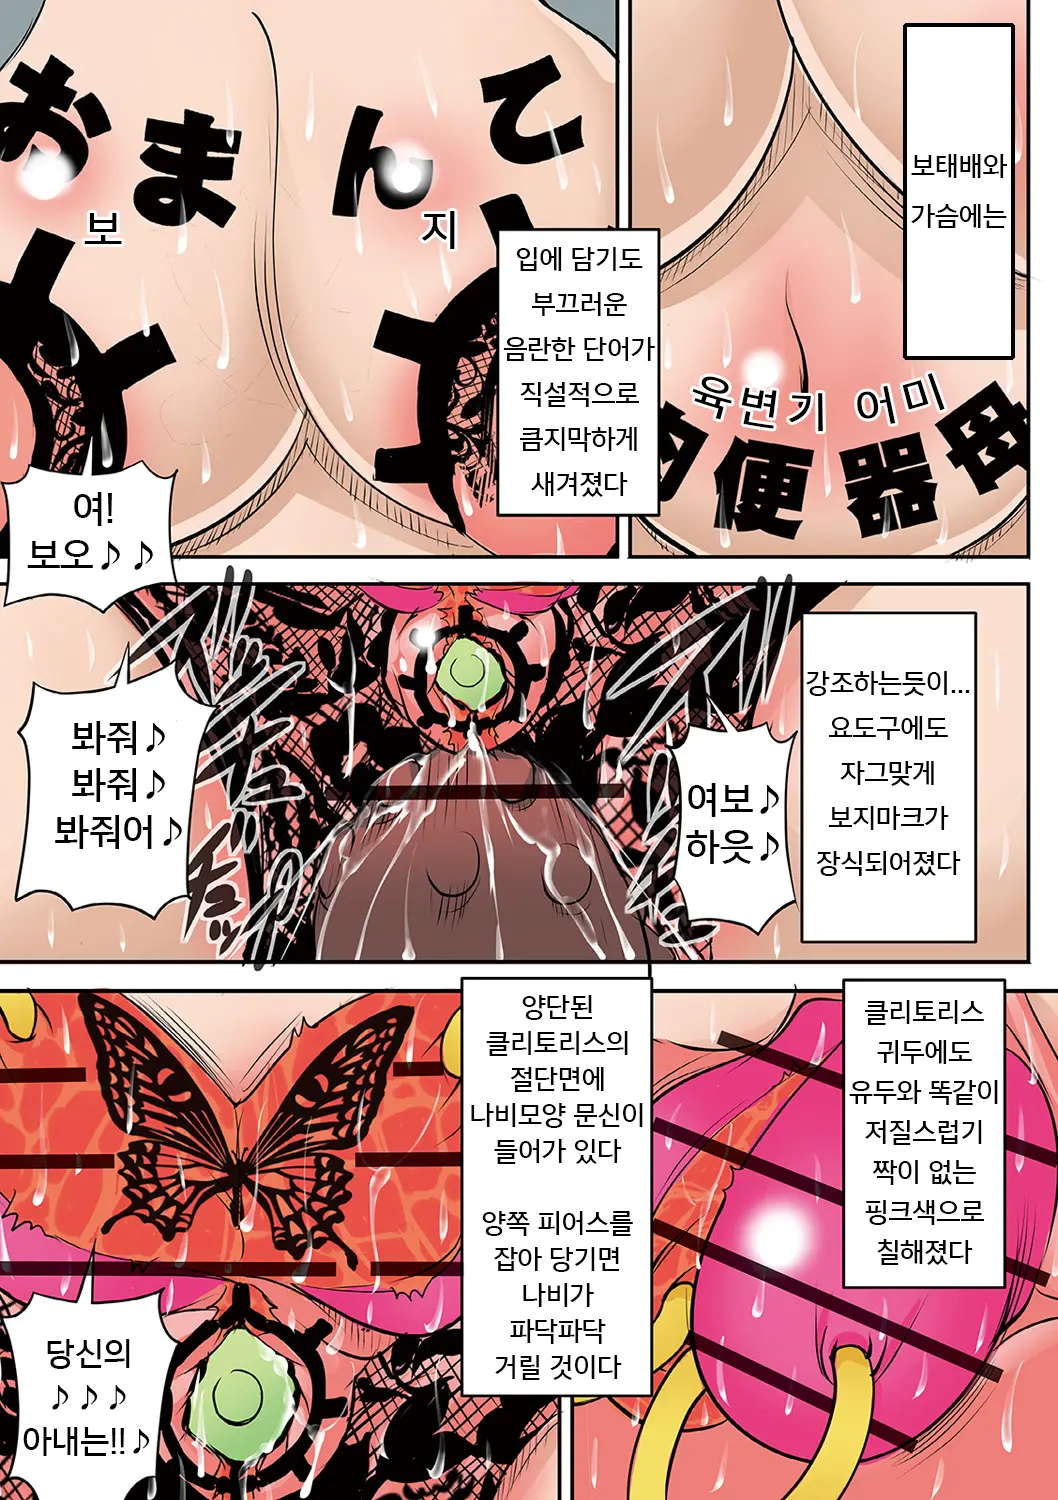 보태배와
가슴에는
육변기 어미
肉便器母
おまんこ
보 지
입에 담기도
부끄러운
음란한 단어가
직설적으로
큼지막하게
새겨졌다
여!
보오♪♪
강조하는듯이...
요도구에도
자그맞게
보지마크가
장식되어졌다
여보♪
하읏♪
봐줘♪
봐줘♪
봐줘어♪
클리토리스
귀두에도
유두와 똑같이
저질스럽기
짝이 없는
핑크색으로
칠해졌다
양단된
클리토리스의
절단면에
나비모양 문신이
들어가 있다
양쪽 피어스를
잡아 당기면
나비가
파닥파닥
거릴 것이다
당신의
♪♪♪
아내는!!♪